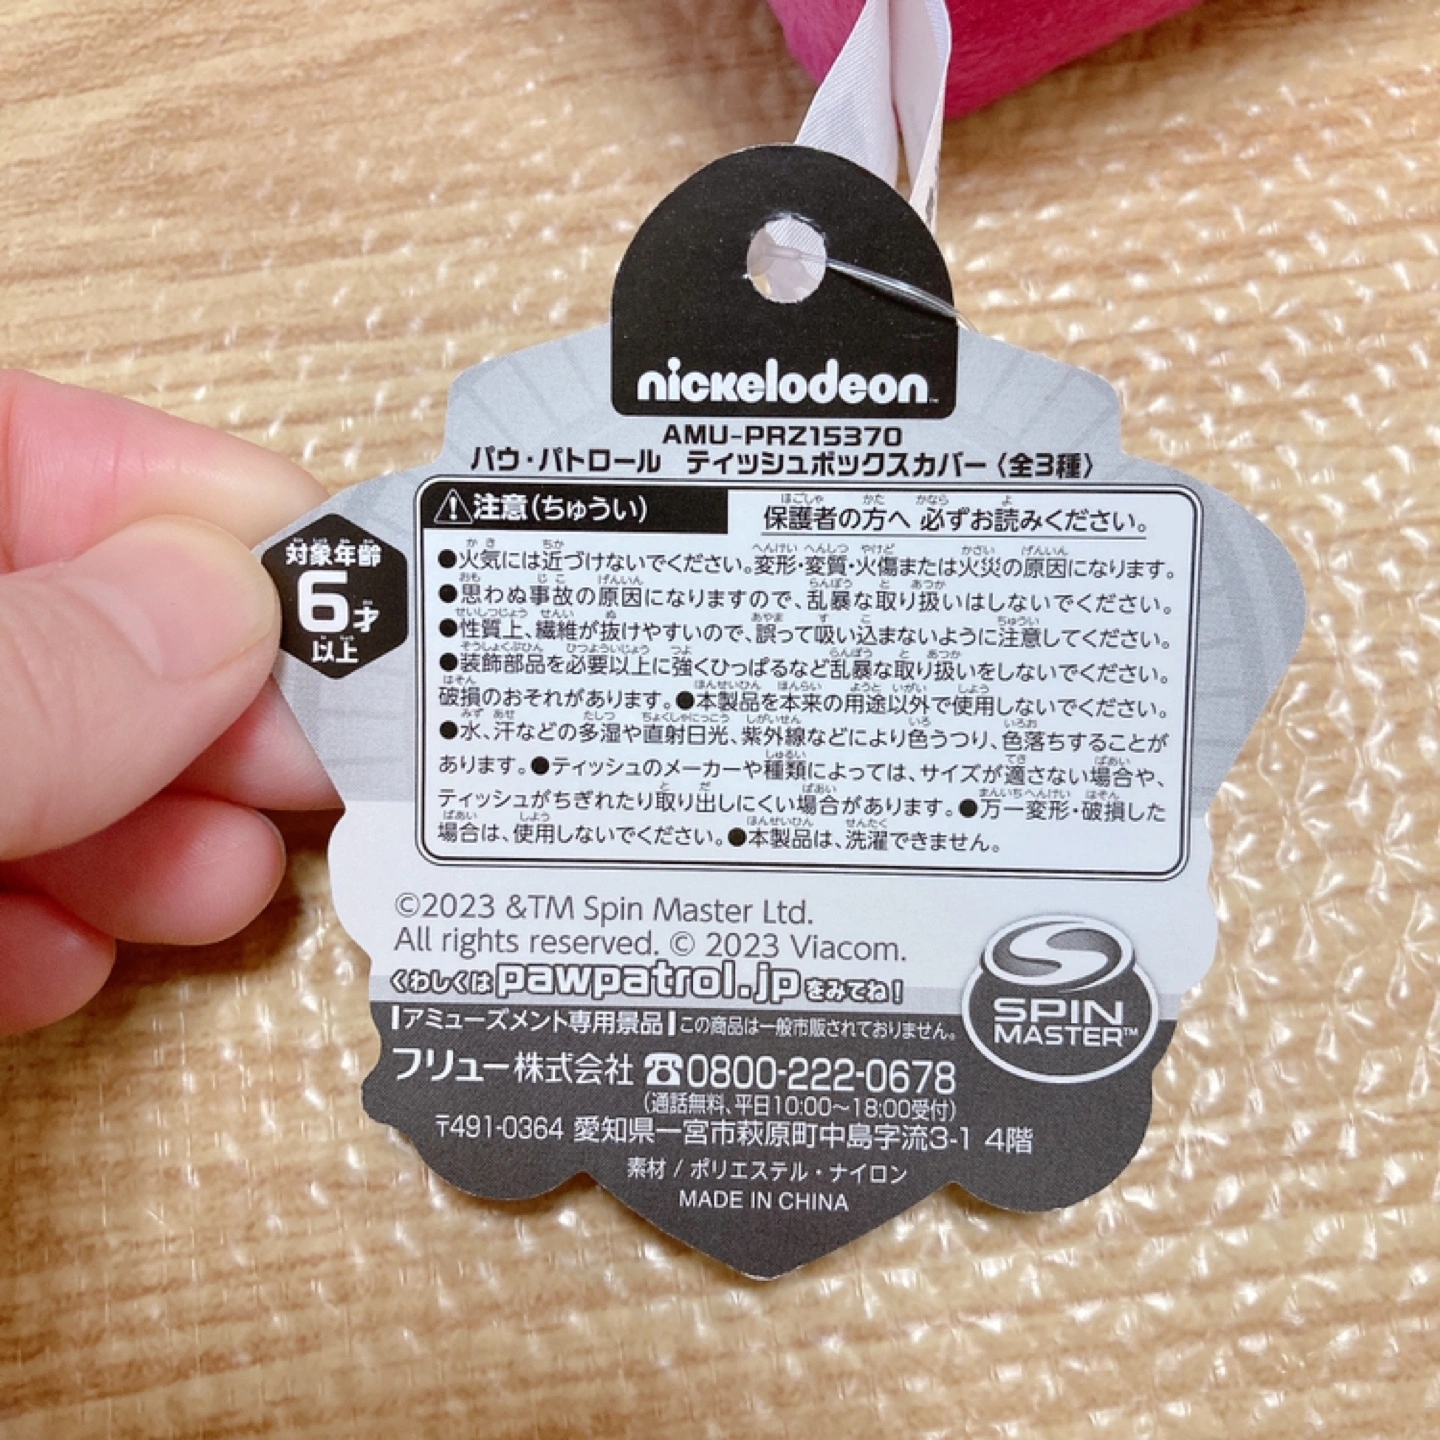 nickelodeon
AMU-PRZ15370
パウ・パトロール ティッシュボックスカバー〈全3種〉
⚠注意(ちゅうい)
保護者の方へ 必ずお読みください。
対象年齢
6才
以上
●火気には近づけないでください。変形・変質・火傷または火災の原因になります。
●思わぬ事故の原因になりますので、乱暴な取り扱いはしないでください。
●性質上、繊維が抜けやすいので、誤って吸い込まないように注意してください。
●装飾部品を必要以上に強くひっぱるなど乱暴な取り扱いをしないでください。
破損のおそれがあります。●本製品を本来の用途以外で使用しないでください。
●水、汗などの多湿や直射日光、紫外線などにより色うつり、色落ちすることが
あります。●ティッシュのメーカーや種類によっては、サイズが適さない場合や、
ティッシュがちぎれたり取り出しにくい場合があります。●万一変形・破損した
場合は、使用しないでください。●本製品は、洗濯できません。
©2023 &TM Spin Master Ltd.
All rights reserved. © 2023 Viacom.
くわしくはpawpatrol.jpをみてね!
SPIN
MASTER™
アミューズメント専用景品 この商品は一般市販されておりません。
フリュー株式会社 ☎0800-222-0678
(通話無料、平日10:00〜18:00受付)
〒491-0364 愛知県一宮市萩原町中島字流3-1 4階
素材 / ポリエステル・ナイロン
MADE IN CHINA